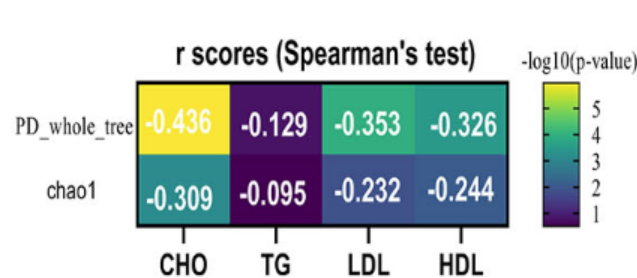 r scores (Spearman's test)
-log10(p-value)
PD_whole_tree -0.436 -0.129 -0.353 -0.326
chao1 -0.309 -0.095 -0.232 -0.244
CHO TG LDL HDL
5
4
3
2
1